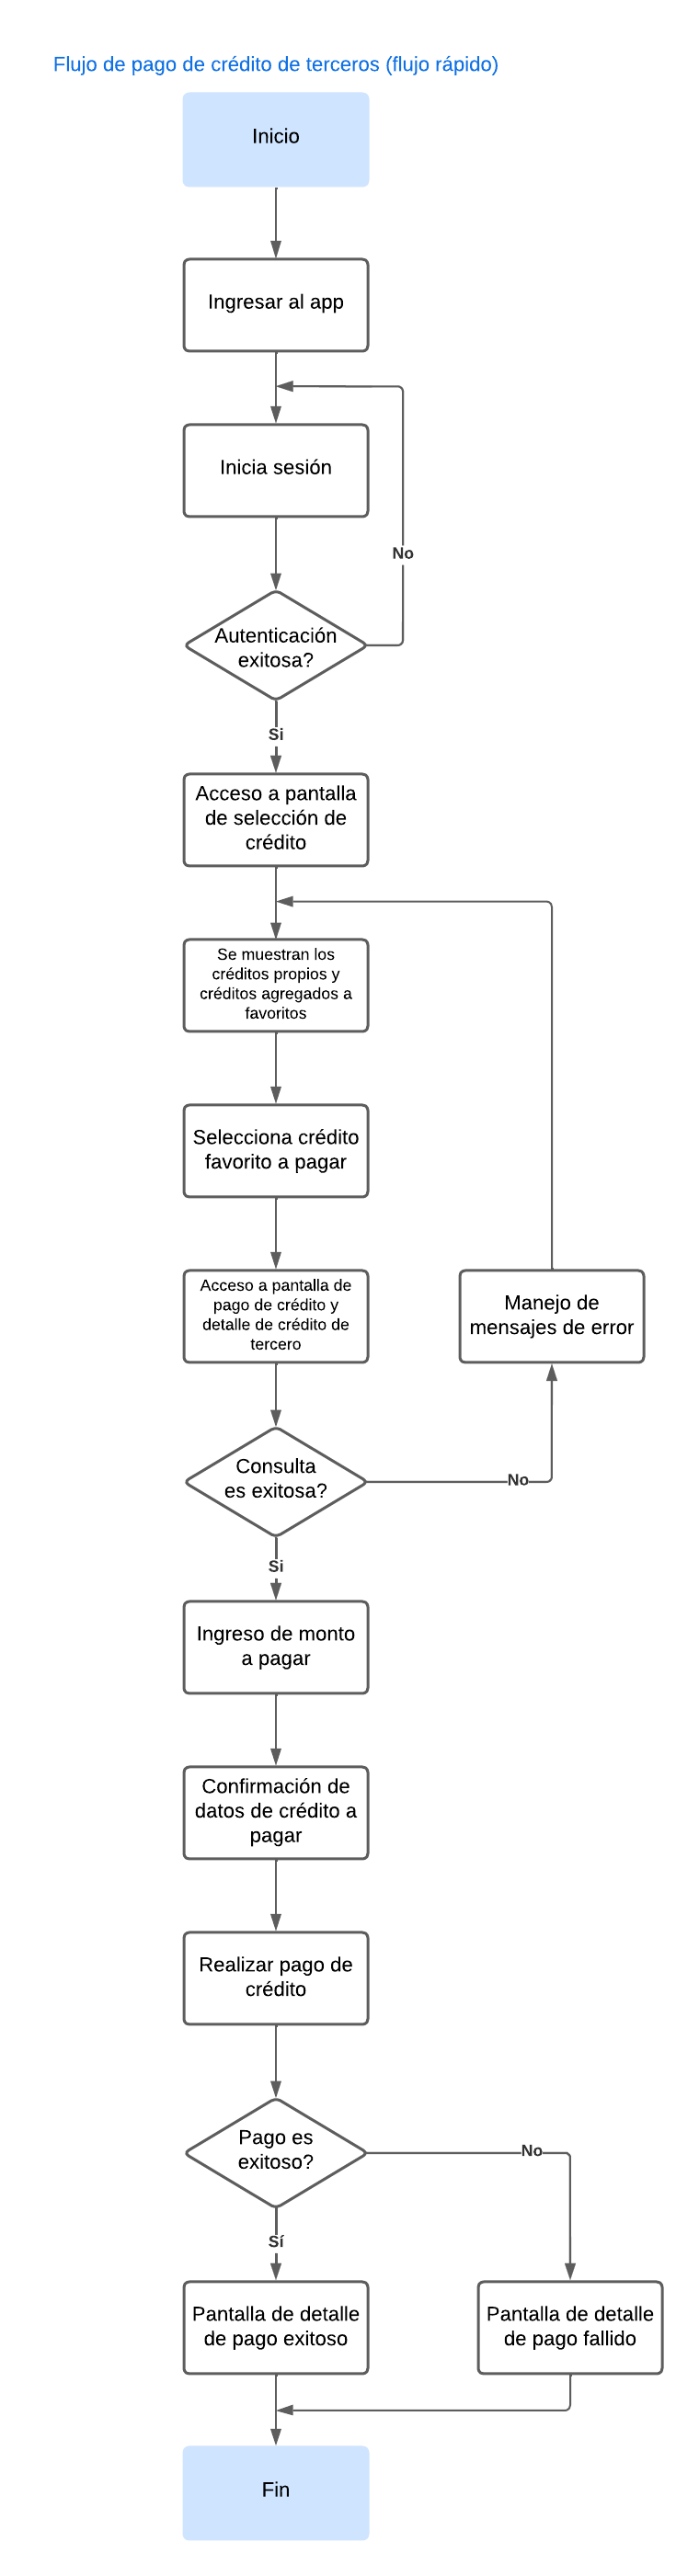 Flujo de pago de crédito de terceros (flujo rápido)
Inicio
Ingresar al app
Inicia sesión
No
Autenticación
exitosa?
Si
Acceso a pantalla
de selección de
crédito
Se muestran los
créditos propios y
créditos agregados a
favoritos
Selecciona crédito
favorito a pagar
Acceso a pantalla de
pago de crédito y
detalle de crédito de
tercero
Manejo de
mensajes de error
Consulta
es exitosa?
No
Si
Ingreso de monto
a pagar
Confirmación de
datos de crédito a
pagar
Realizar pago de
crédito
Pago es
exitoso?
No
Sí
Pantalla de detalle
de pago exitoso
Pantalla de detalle
de pago fallido
Fin